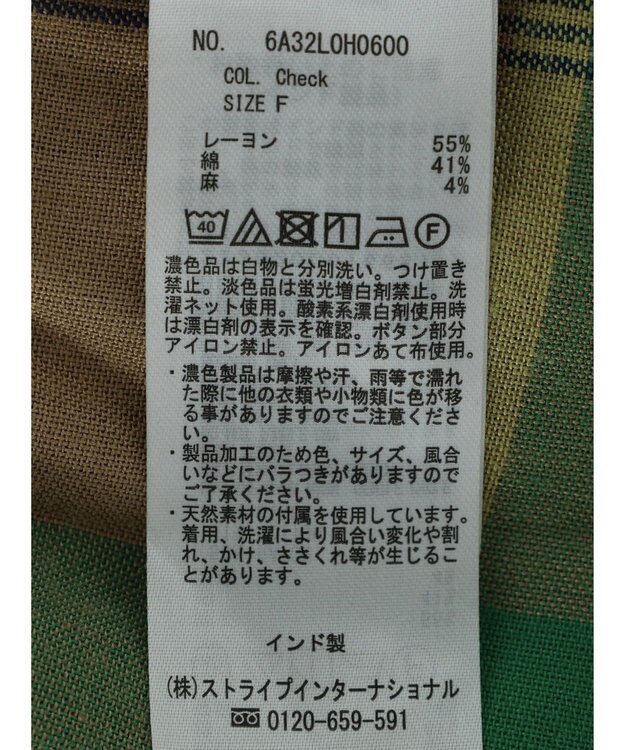 NO. 6A32L0H0600
COL. Check
SIZE F
レーヨン 55%
綿 41%
麻 4%
40 F
濃色品は白物と分別洗い。つけ置き
禁止。淡色品は蛍光増白剤禁止。洗
濯ネット使用。酸素系漂白剤使用時
は漂白剤の表示を確認。ボタン部分
アイロン禁止。アイロンあて布使用。
・濃色製品は摩擦や汗、雨等で濡れ
た際に他の衣類や小物類に色が移
る事がありますのでご注意くださ
い。
・製品加工のため色、サイズ、風合
いなどにバラつきがありますので
ご了承ください。
・天然素材の付属を使用しています。
着用、洗濯により風合い変化や割
れ、かけ、ささくれ等が生じるこ
とがあります。
インド製
(株)ストライプインターナショナル
0120-659-591